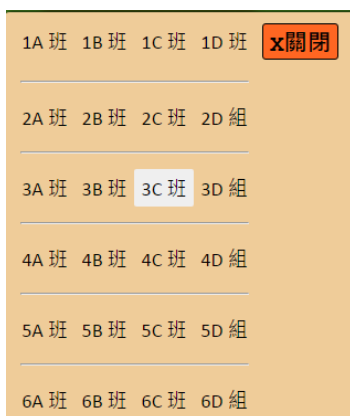 1A 班 1B 班 1C 班 1D 班 x關閉
2A 班 2B 班 2C 班 2D 組
3A 班 3B 班 3C 班 3D 組
4A 班 4B 班 4C 班 4D 組
5A 班 5B 班 5C 班 5D 組
6A 班 6B 班 6C 班 6D 組